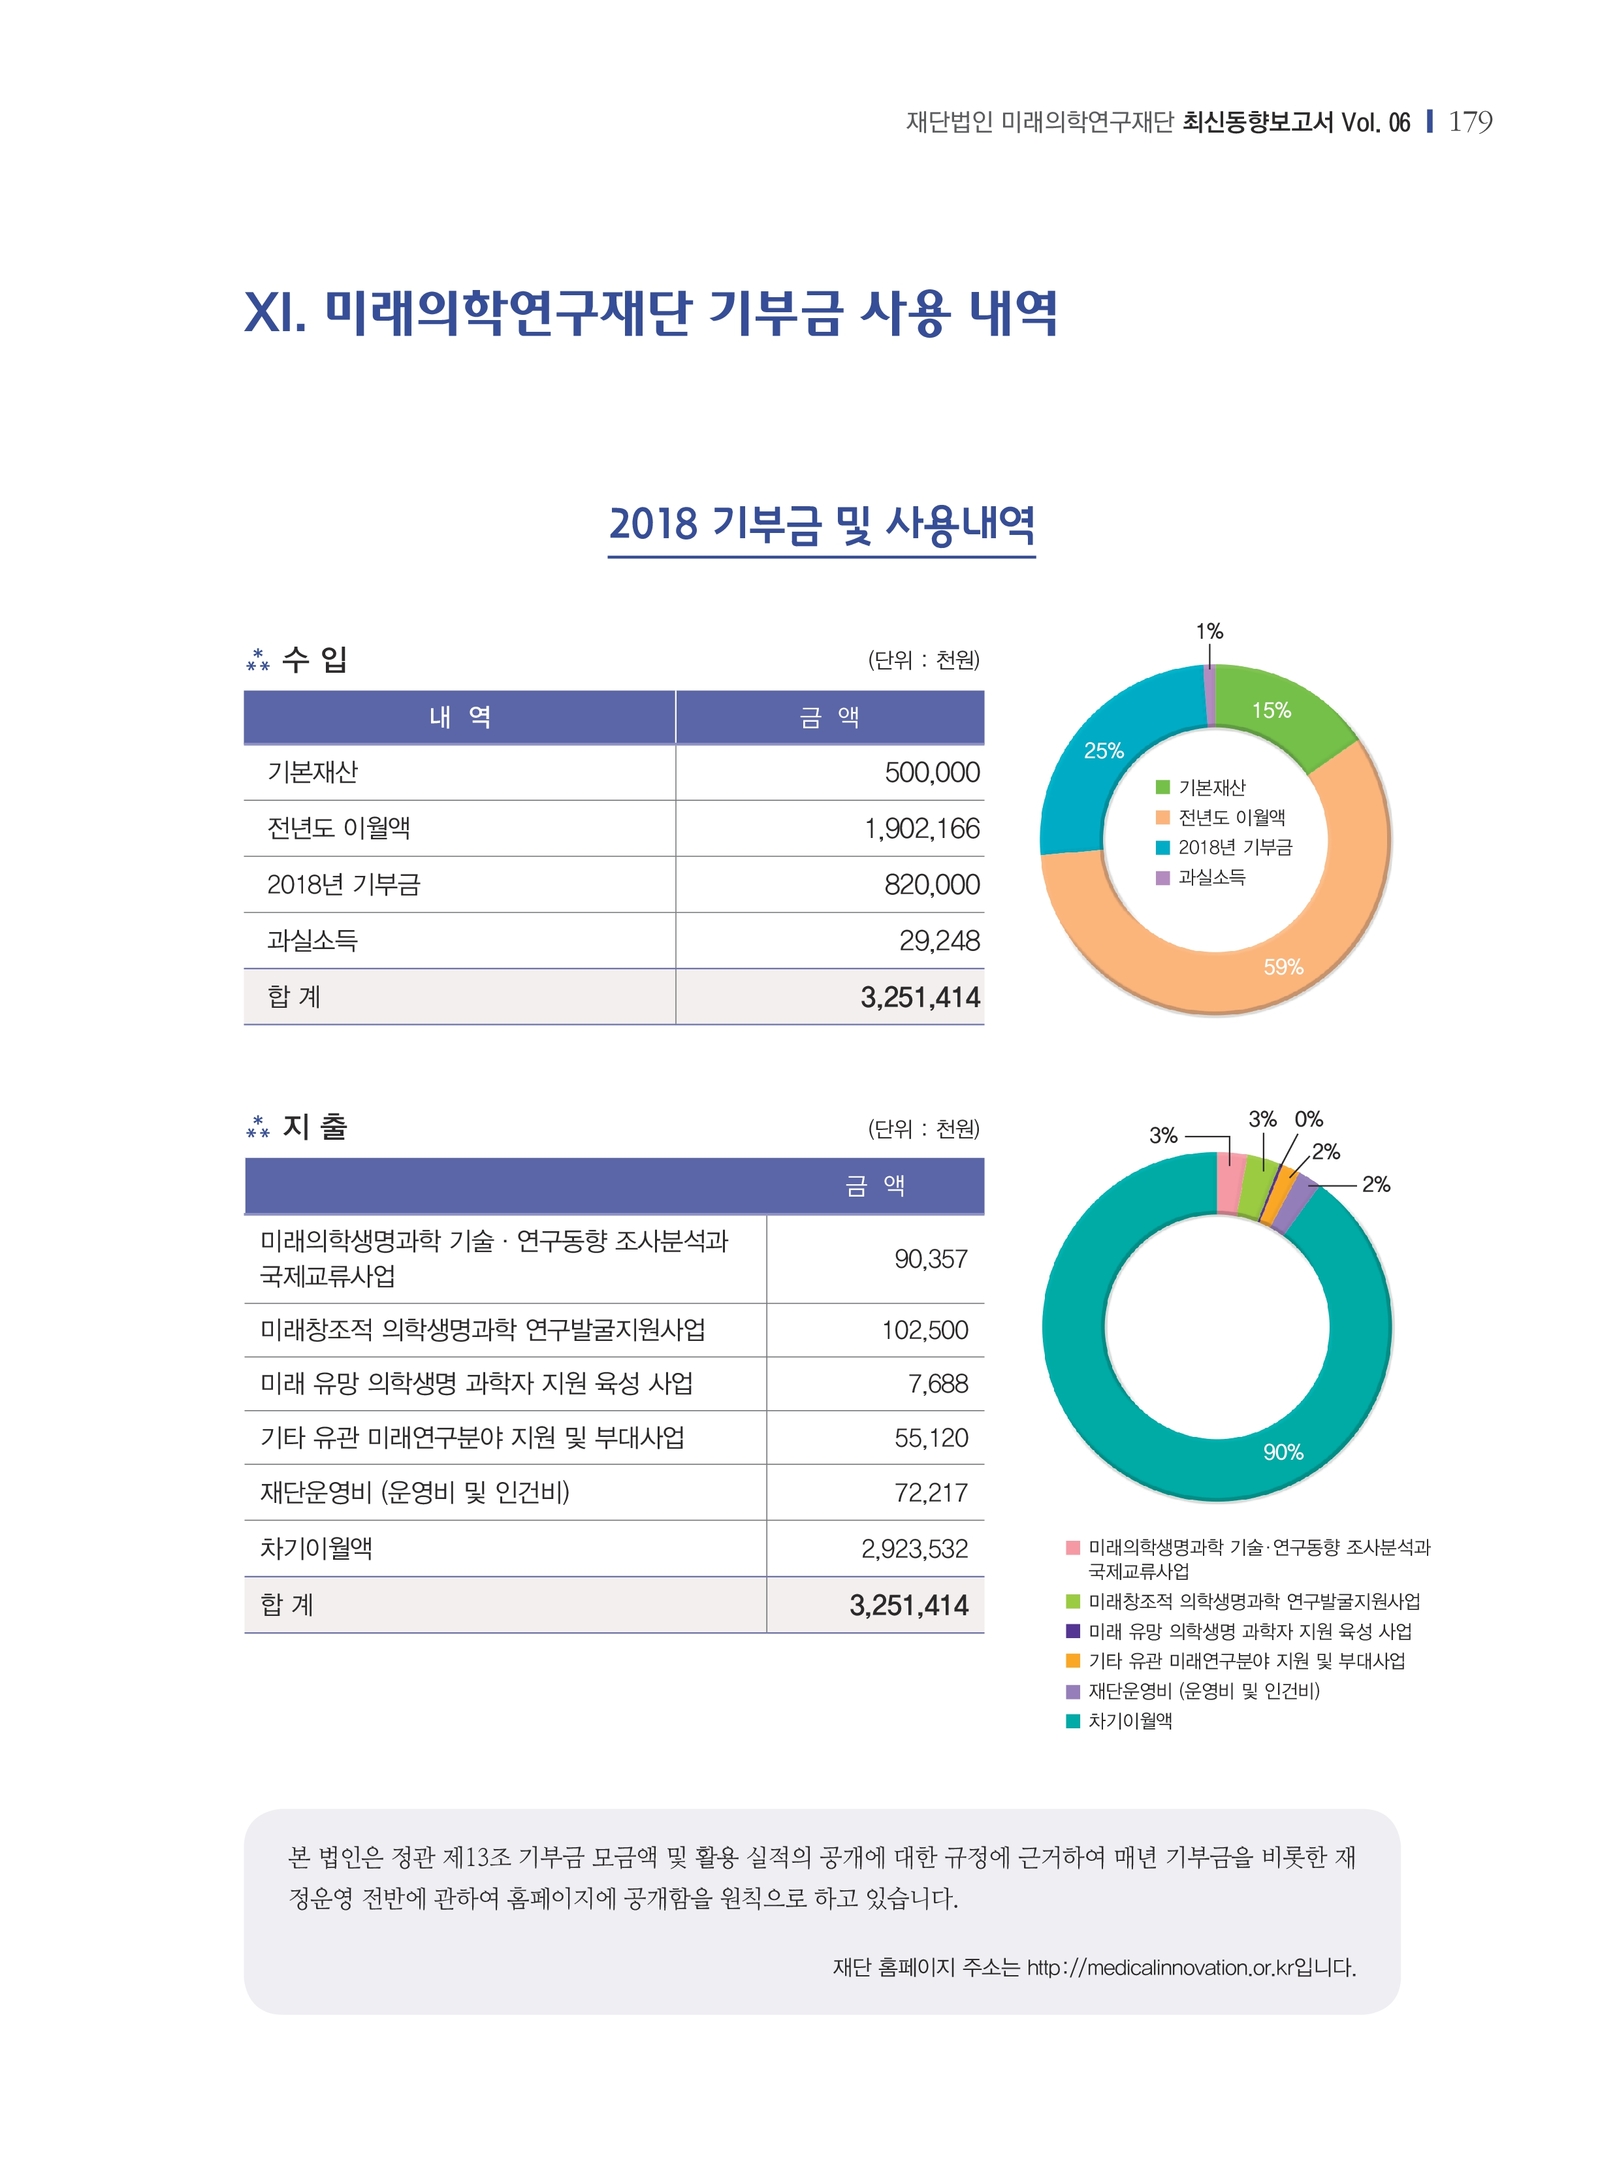 재단법인 미래의학연구재단 최신동향보고서 Vol. 06 179
XI. 미래의학연구재단 기부금 사용 내역
2018 기부금 및 사용내역
수 입 (단위 : 천원)
내 역 금 액
기본재산 500,000
전년도 이월액 1,902,166
2018년 기부금 820,000
과실소득 29,248
합 계 3,251,414
1%
15%
25%
기본재산
전년도 이월액
2018년 기부금
과실소득
59%
지 출 (단위 : 천원)
금 액
미래의학생명과학 기술 · 연구동향 조사분석과
국제교류사업 90,357
미래창조적 의학생명과학 연구발굴지원사업 102,500
미래 유망 의학생명 과학자 지원 육성 사업 7,688
기타 유관 미래연구분야 지원 및 부대사업 55,120
재단운영비 (운영비 및 인건비) 72,217
차기이월액 2,923,532
합 계 3,251,414
3% 3% 0%
2%
2%
90%
미래의학생명과학 기술·연구동향 조사분석과
국제교류사업
미래창조적 의학생명과학 연구발굴지원사업
미래 유망 의학생명 과학자 지원 육성 사업
기타 유관 미래연구분야 지원 및 부대사업
재단운영비 (운영비 및 인건비)
차기이월액
본 법인은 정관 제13조 기부금 모금액 및 활용 실적의 공개에 대한 규정에 근거하여 매년 기부금을 비롯한 재
정운영 전반에 관하여 홈페이지에 공개함을 원칙으로 하고 있습니다.
재단 홈페이지 주소는 http://medicalinnovation.or.kr입니다.